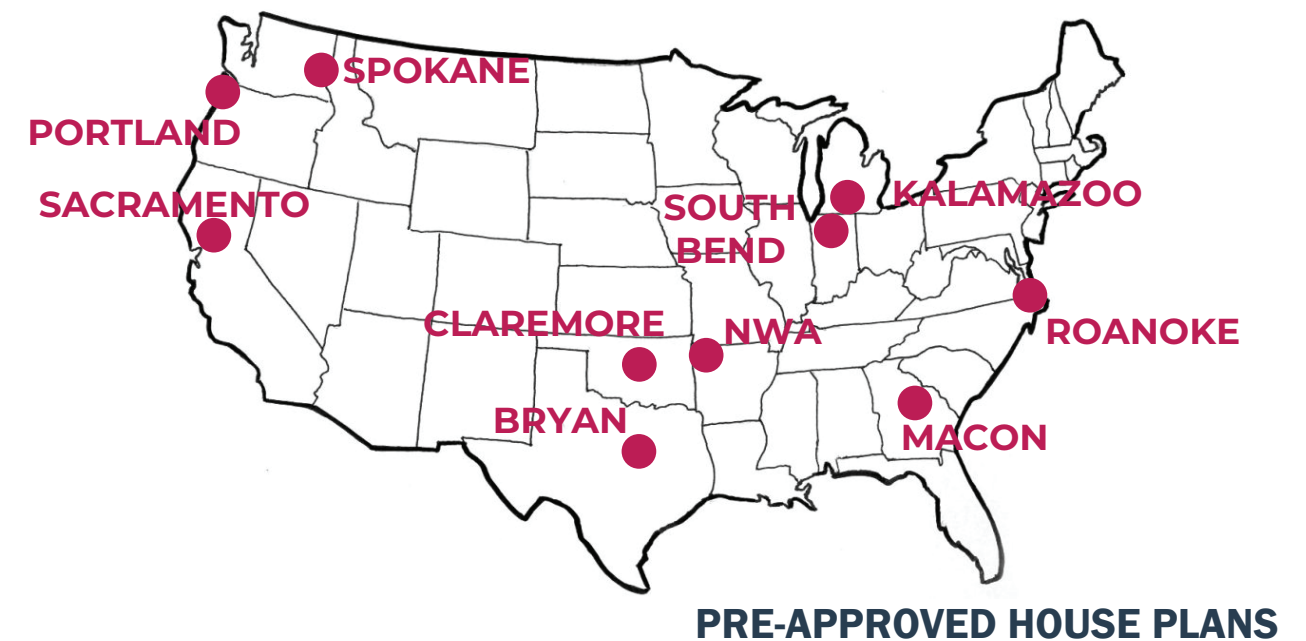 SPOKANE
PORTLAND
SACRAMENTO
SOUTH
BEND
KALAMAZOO
CLAREMORE
NWA
ROANOKE
BRYAN
MACON
PRE-APPROVED HOUSE PLANS